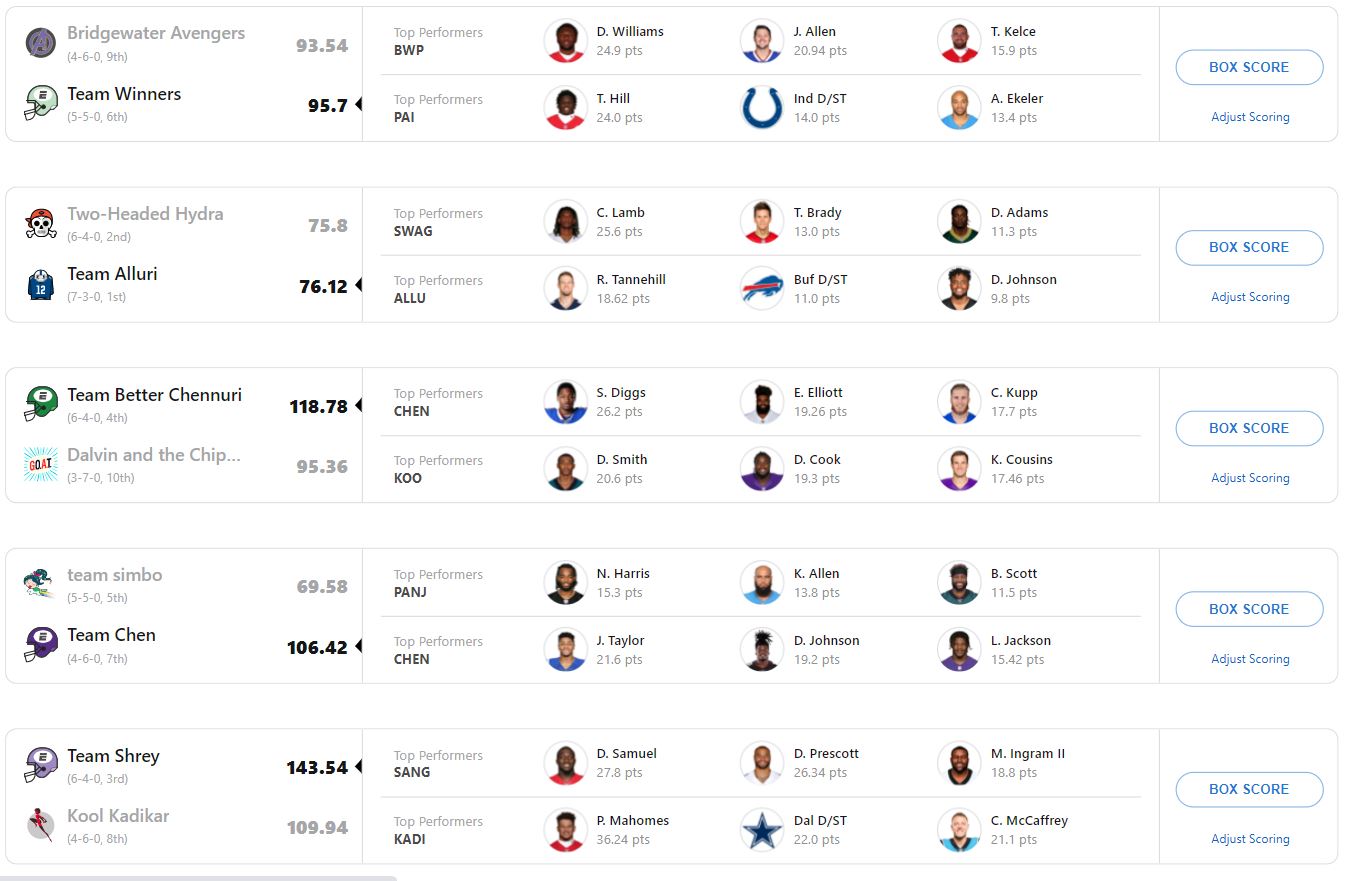 Bridgewater Avengers
(4-6-0, 9th)
93.54
Team Winners
(5-5-0, 6th)
95.7
Top Performers
BWP
D. Williams
24.9 pts
J. Allen
20.94 pts
T. Kelce
15.9 pts
Top Performers
PAI
T. Hill
24.0 pts
Ind D/ST
14.0 pts
A. Ekeler
13.4 pts
BOX SCORE
Adjust Scoring
Two-Headed Hydra
(6-4-0, 2nd)
75.8
Team Alluri
(7-3-0, 1st)
76.12
12
Top Performers
SWAG
C. Lamb
25.6 pts
T. Brady
13.0 pts
D. Adams
11.3 pts
Top Performers
ALLU
R. Tannehill
18.62 pts
Buf D/ST
11.0 pts
D. Johnson
9.8 pts
BOX SCORE
Adjust Scoring
Team Better Chennuri
(6-4-0, 4th)
118.78
G.O.A.T
Dalvin and the Chip...
(3-7-0, 10th)
95.36
Top Performers
CHEN
S. Diggs
26.2 pts
E. Elliott
19.26 pts
C. Kupp
17.7 pts
Top Performers
KOO
D. Smith
20.6 pts
D. Cook
19.3 pts
K. Cousins
17.46 pts
BOX SCORE
Adjust Scoring
team simbo
(5-5-0, 5th)
69.58
Team Chen
(4-6-0, 7th)
106.42
Top Performers
PANJ
N. Harris
15.3 pts
K. Allen
13.8 pts
B. Scott
11.5 pts
Top Performers
CHEN
J. Taylor
21.6 pts
D. Johnson
19.2 pts
L. Jackson
15.42 pts
BOX SCORE
Adjust Scoring
Team Shrey
(6-4-0, 3rd)
143.54
Kool Kadikar
(4-6-0, 8th)
109.94
Top Performers
SANG
D. Samuel
27.8 pts
D. Prescott
26.34 pts
M. Ingram II
18.8 pts
Top Performers
KADI
P. Mahomes
36.24 pts
Dal D/ST
22.0 pts
C. McCaffrey
21.1 pts
BOX SCORE
Adjust Scoring